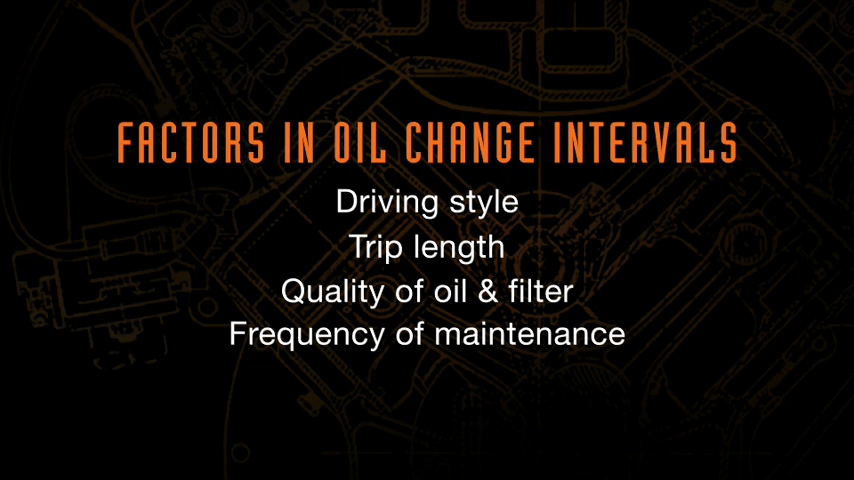 FACTORS IN OIL CHANGE INTERVALS
Driving style
Trip length
Quality of oil & filter
Frequency of maintenance